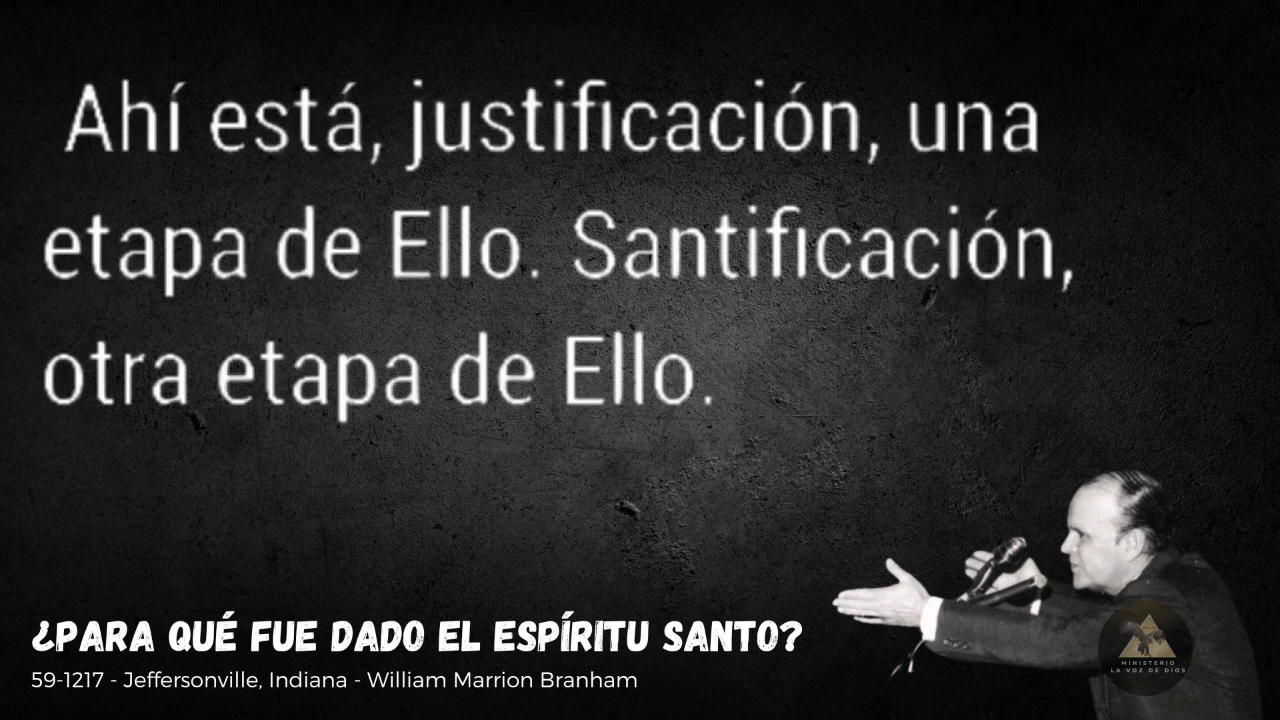 Ahí está, justificación, una
etapa de Ello. Santificación,
otra etapa de Ello.
¿PARA QUÉ FUE DADO EL ESPÍRITU SANTO?
59-1217 - Jeffersonville, Indiana - William Marrion Branham
MINISTERIO
LA VOZ DE DIOS